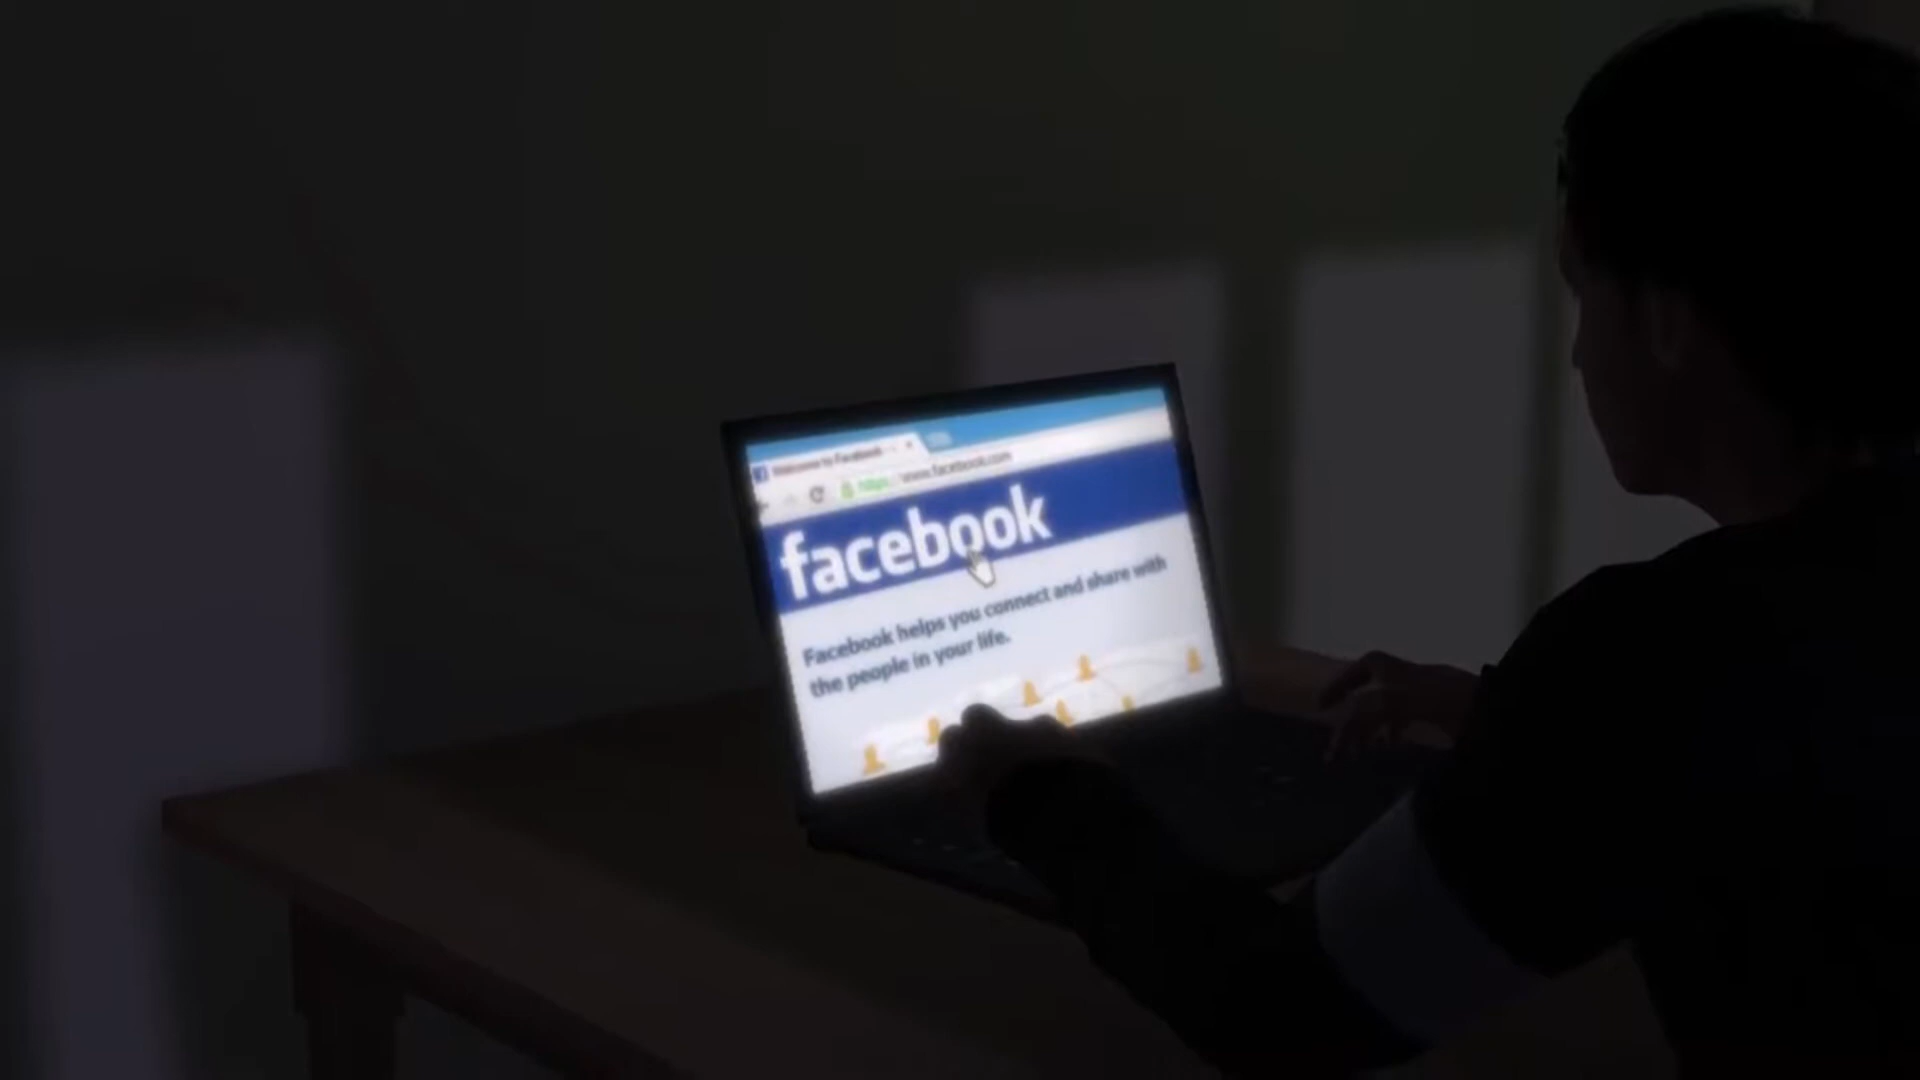 Welcome to Facebook
https://www.facebook.com
facebook
Facebook helps you connect and share with
the people in your life.